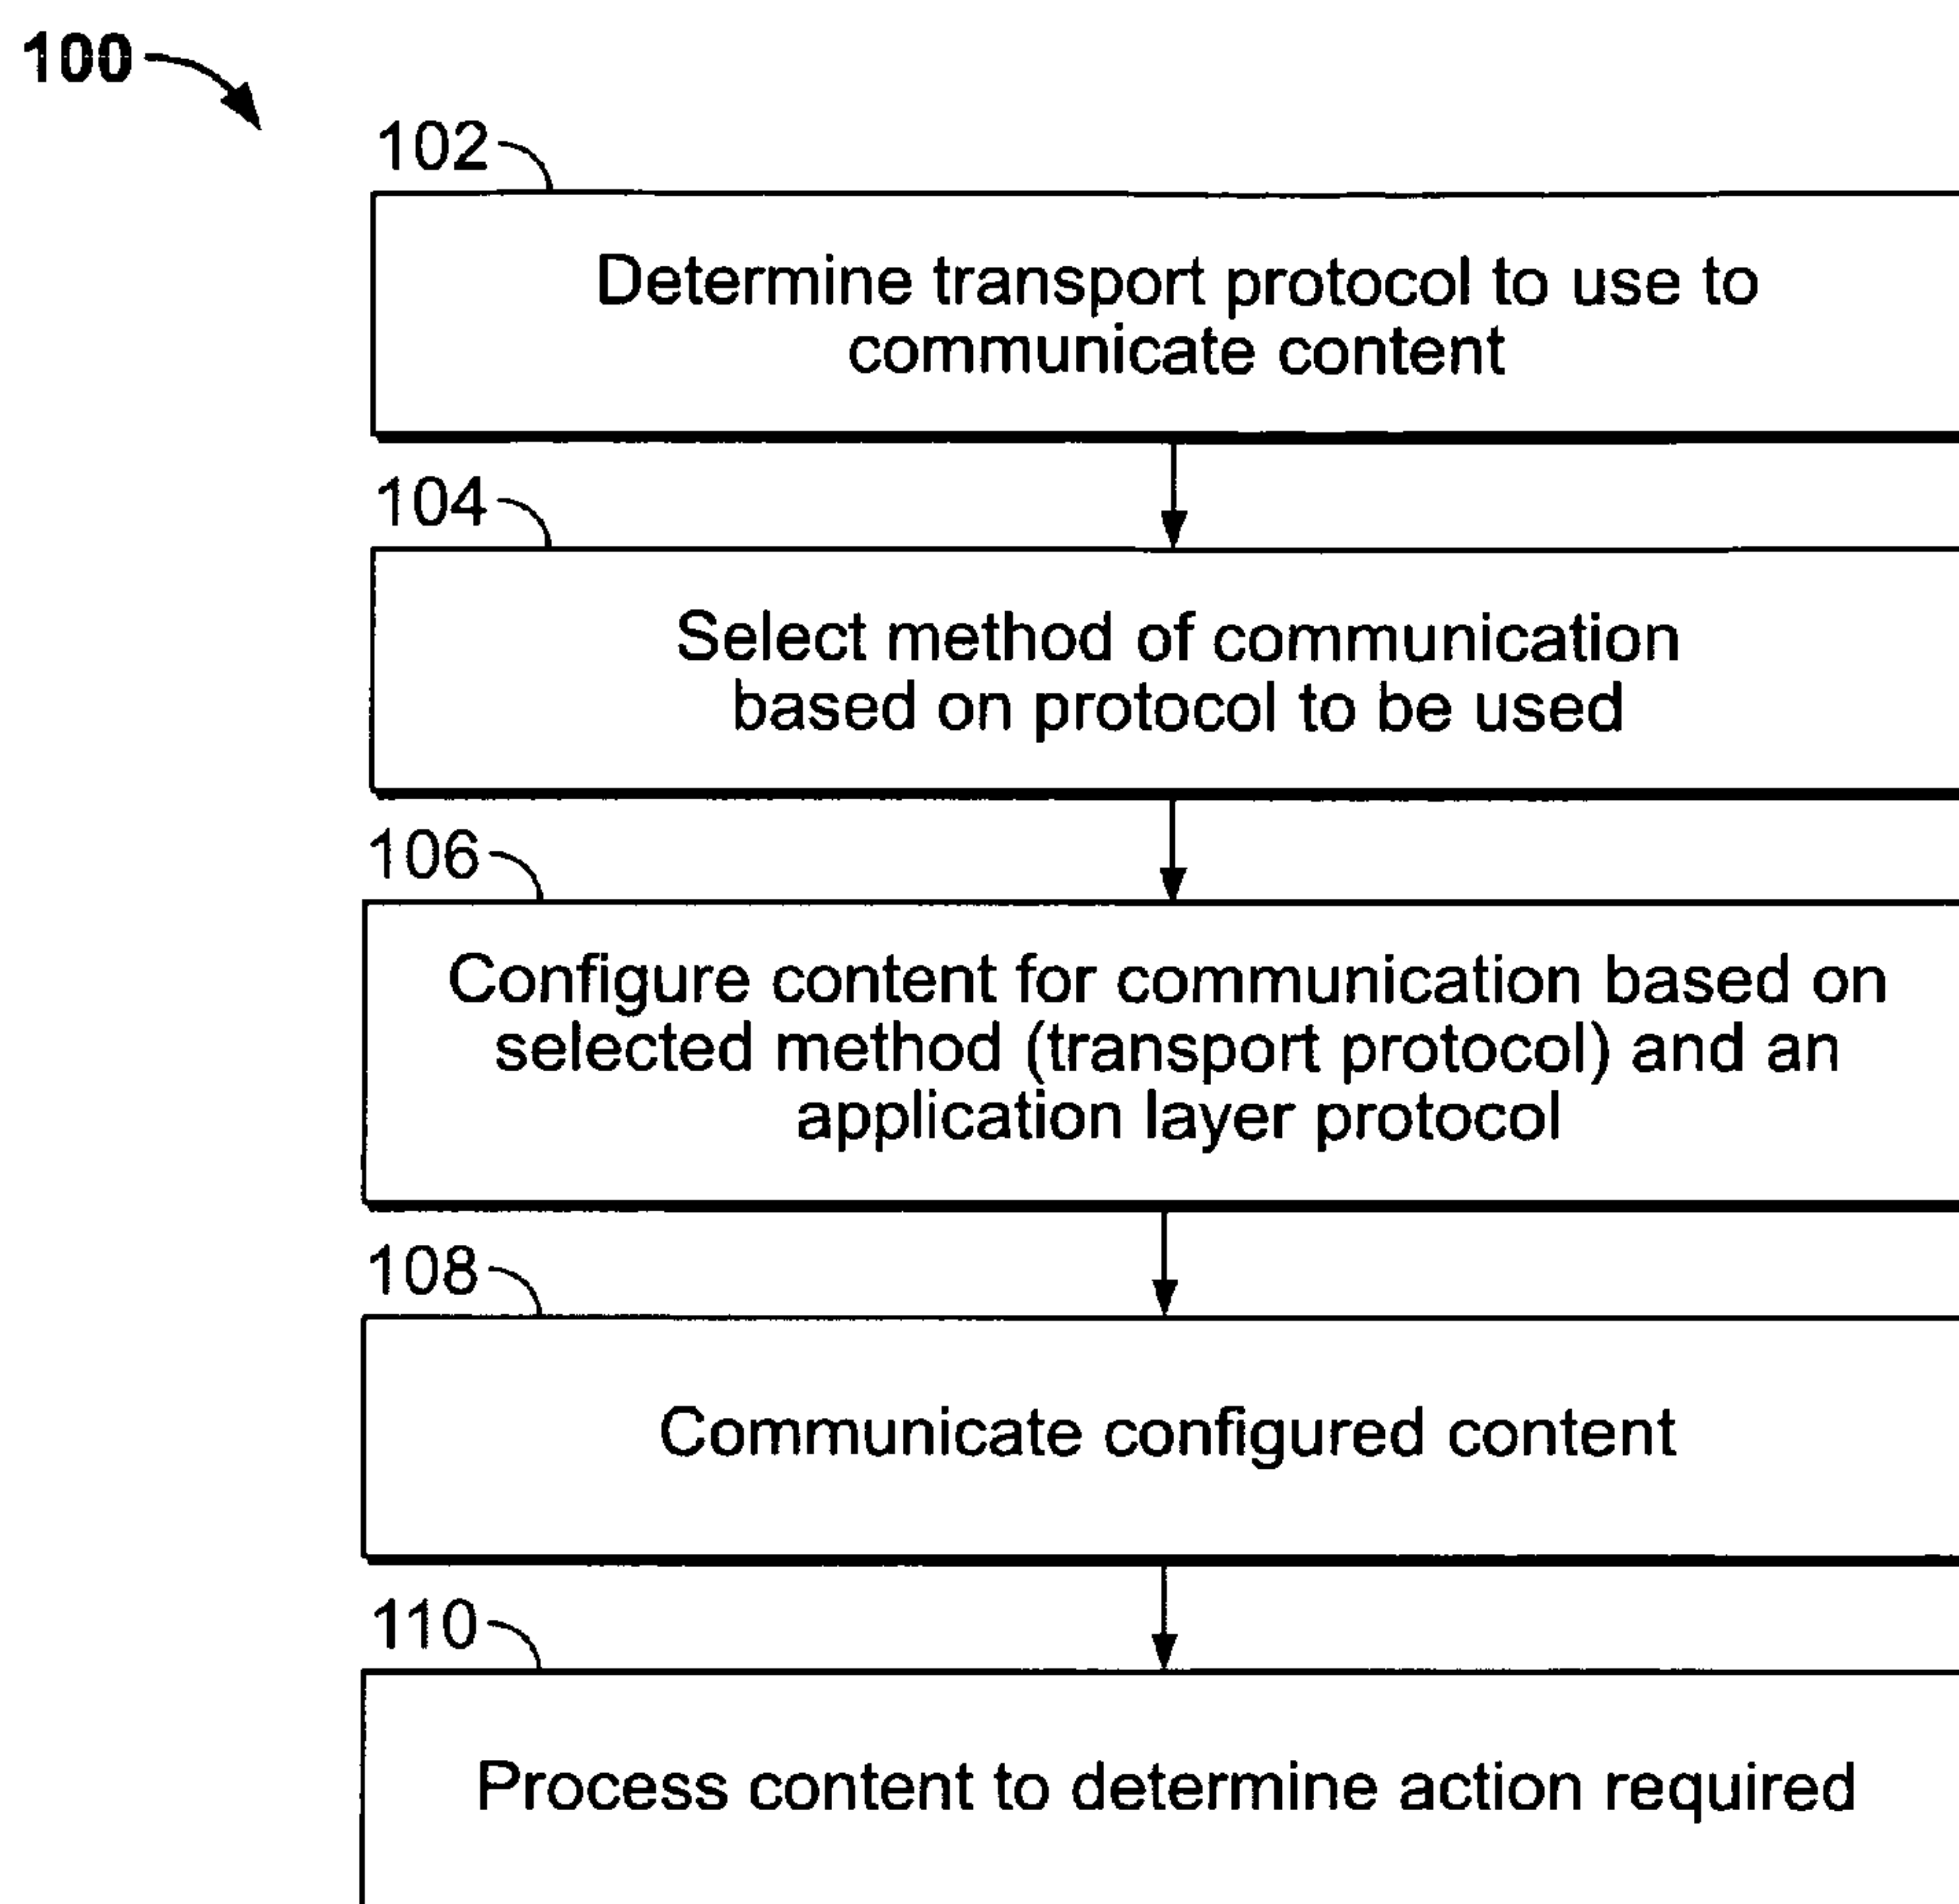 100
102
Determine transport protocol to use to
communicate content
104
Select method of communication
based on protocol to be used
106
Configure content for communication based on
selected method (transport protocol) and an
application layer protocol
108
Communicate configured content
110
Process content to determine action required